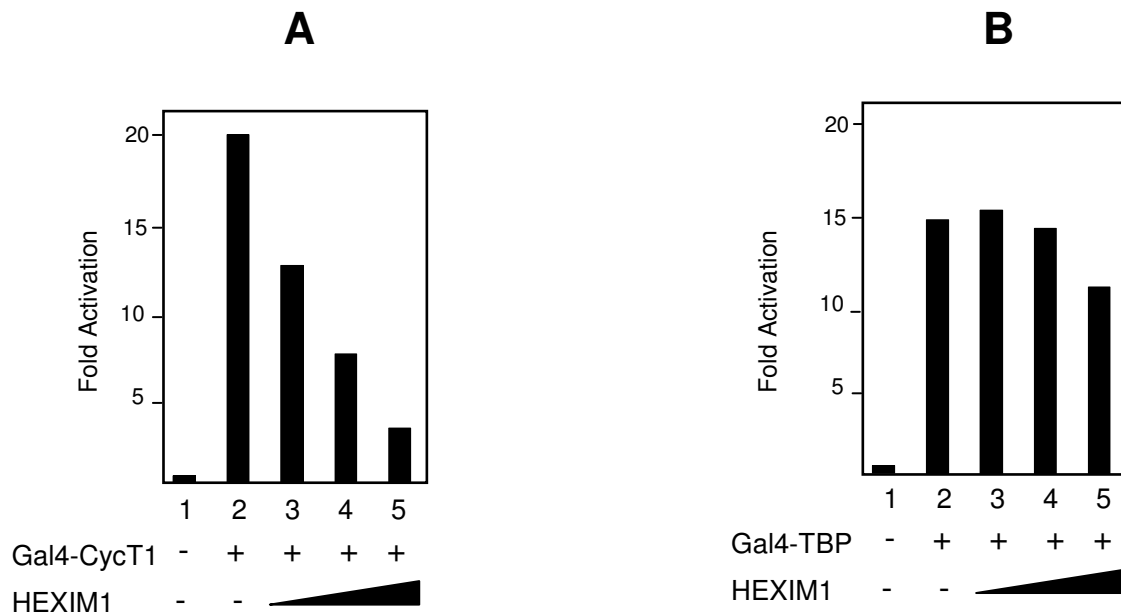 A
Fold Activation
20
15
10
5
1 2 3 4 5
Gal4-CycT1 - + + + +
HEXIM1 - -
B
Fold Activation
20
15
10
5
1 2 3 4 5
Gal4-TBP - + + + +
HEXIM1 - -